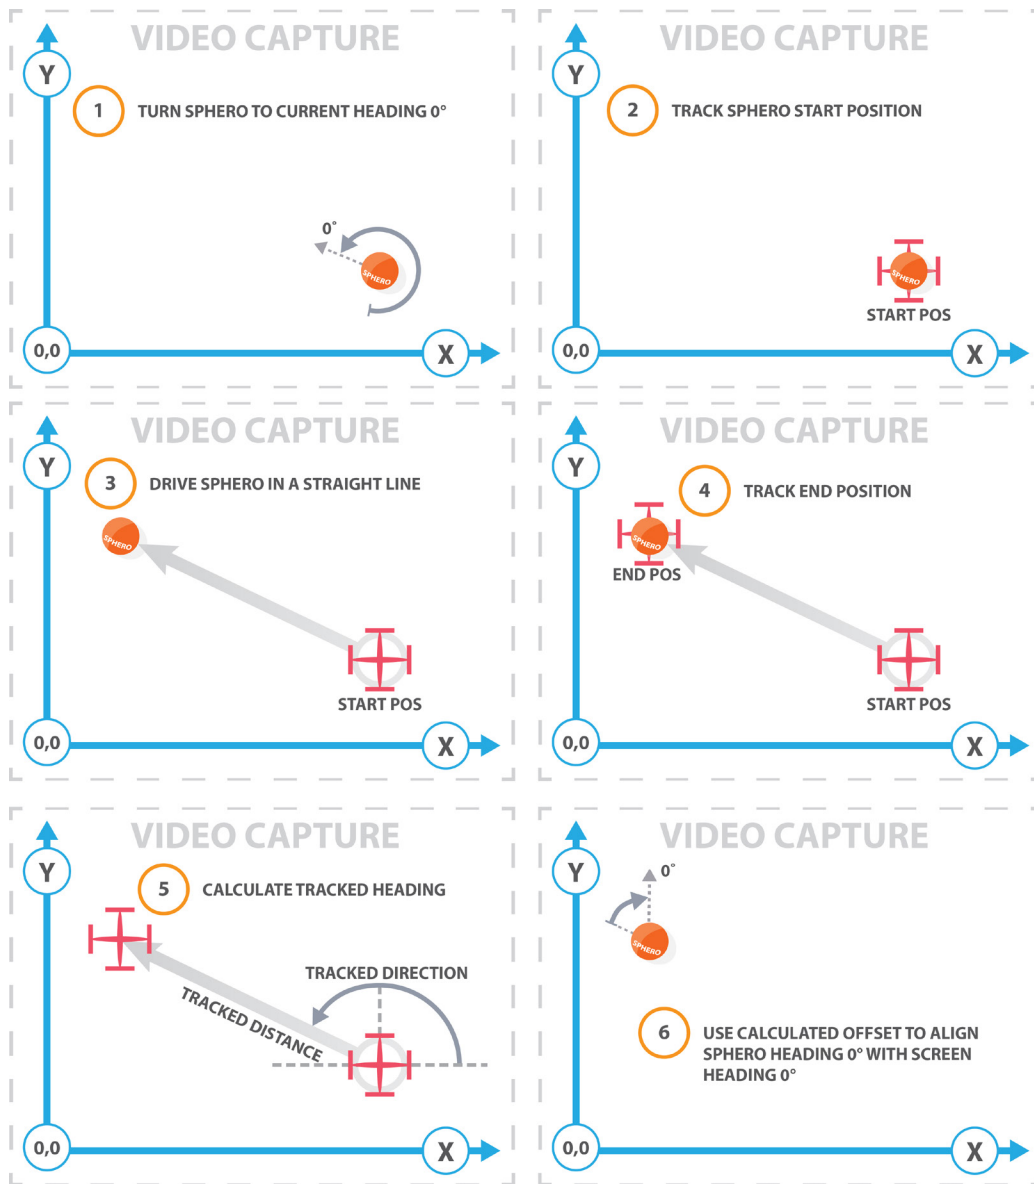 VIDEO CAPTURE
Y
1 TURN SPHERO TO CURRENT HEADING 0°
0°
SPHERO
0,0
X
VIDEO CAPTURE
Y
2 TRACK SPHERO START POSITION
SPHERO
START POS
0,0
X
VIDEO CAPTURE
Y
3 DRIVE SPHERO IN A STRAIGHT LINE
SPHERO
START POS
0,0
X
VIDEO CAPTURE
Y
4 TRACK END POSITION
SPHERO
END POS
START POS
0,0
X
VIDEO CAPTURE
Y
5 CALCULATE TRACKED HEADING
TRACKED DIRECTION
TRACKED DISTANCE
0,0
X
VIDEO CAPTURE
Y
0°
SPHERO
6 USE CALCULATED OFFSET TO ALIGN
SPHERO HEADING 0° WITH SCREEN
HEADING 0°
0,0
X